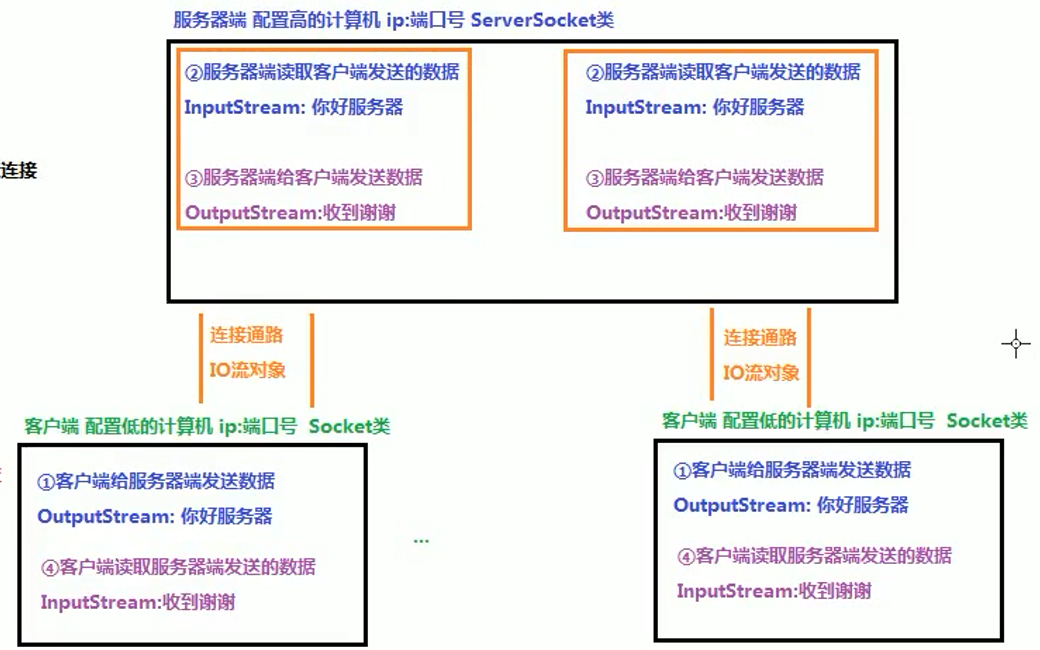 服务器端 配置高的计算机 ip:端口号 ServerSocket类
②服务器端读取客户端发送的数据
InputStream: 你好服务器
③服务器端给客户端发送数据
OutputStream:收到谢谢
②服务器端读取客户端发送的数据
InputStream: 你好服务器
③服务器端给客户端发送数据
OutputStream:收到谢谢
连接
连接通路
IO流对象
连接通路
IO流对象
客户端 配置低的计算机 ip:端口号 Socket类
①客户端给服务器端发送数据
OutputStream: 你好服务器
④客户端读取服务器端发送的数据
InputStream:收到谢谢
...
客户端 配置低的计算机 ip:端口号 Socket类
①客户端给服务器端发送数据
OutputStream: 你好服务器
④客户端读取服务器端发送的数据
InputStream:收到谢谢